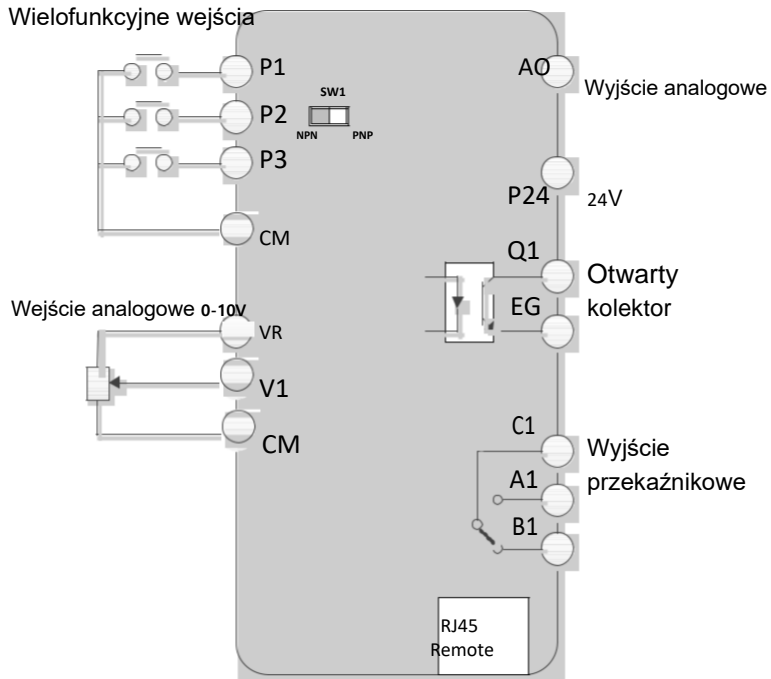 Wielofunkcyjne wejścia
P1
P2
P3
CM
SW1
NPN PNP
Wejście analogowe 0-10V
VR
V1
CM
AO
Wyjście analogowe
P24
24V
Q1
EG
Otwarty
kolektor
C1
A1
B1
Wyjście
przekaźnikowe
RJ45
Remote